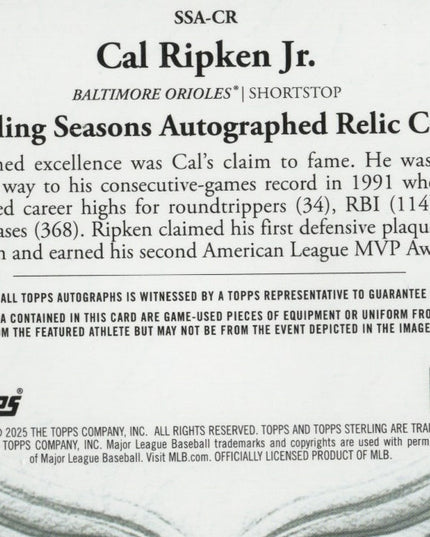 SSA-CR
Cal Ripken Jr.
BALTIMORE ORIOLES® | SHORTSTOP
ling Seasons Autographed Relic C
ned excellence was Cal's claim to fame. He was
way to his consecutive-games record in 1991 wh
ed career highs for roundtrippers (34), RBI (114
ases (368). Ripken claimed his first defensive plaqu
n and earned his second American League MVP Aw
ALL TOPPS AUTOGRAPHS IS WITNESSED BY A TOPPS REPRESENTATIVE TO GUARANTEE
A CONTAINED IN THIS CARD ARE GAME-USED PIECES OF EQUIPMENT OR UNIFORM FRO
M THE FEATURED ATHLETE BUT MAY NOT BE FROM THE EVENT DEPICTED IN THE IMAGE
PS®
© 2025 THE TOPPS COMPANY, INC. ALL RIGHTS RESERVED. TOPPS AND TOPPS STERLING ARE TRA
TOPPS COMPANY, INC. Major League Baseball trademarks and copyrights are used with perm
of Major League Baseball. Visit MLB.com. OFFICIALLY LICENSED PRODUCT OF MLB.